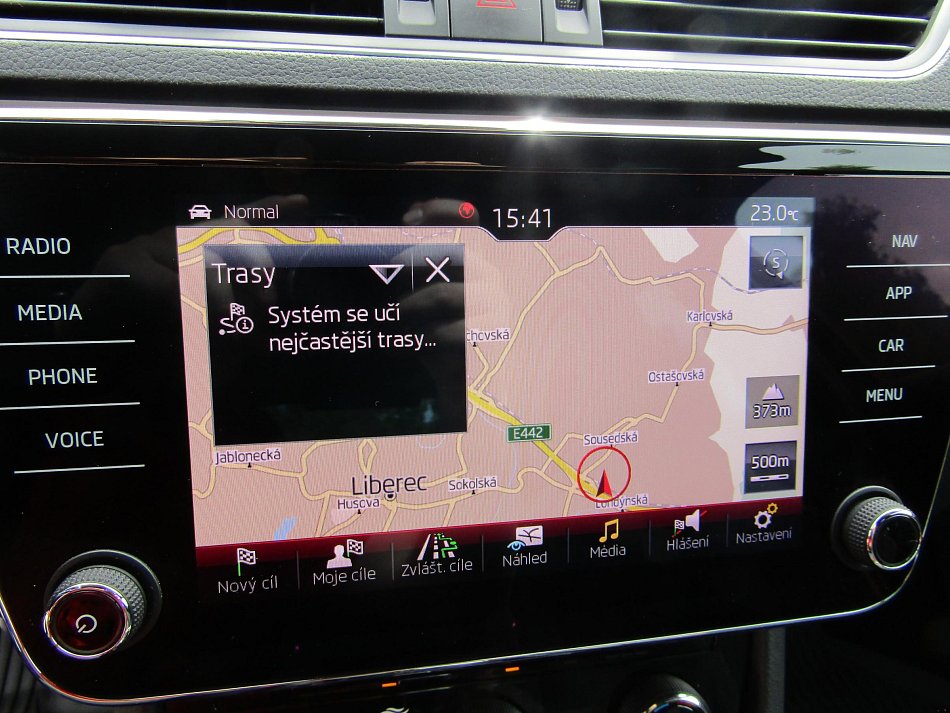 Normal
15:41
23.0°C
RADIO
MEDIA
PHONE
VOICE
NAV
APP
CAR
MENU
Trasy
Systém se učí
nejčastější trasy...
S
chovská
Karlovská
Ostašovská
373m
E442
Sousedská
500m
Jablonecká
Liberec
Sokolská
Husova
Londýnská
Nový cíl
Moje cíle
Zvlášt. cíle
Náhled
Média
Hlášení
Nastavení